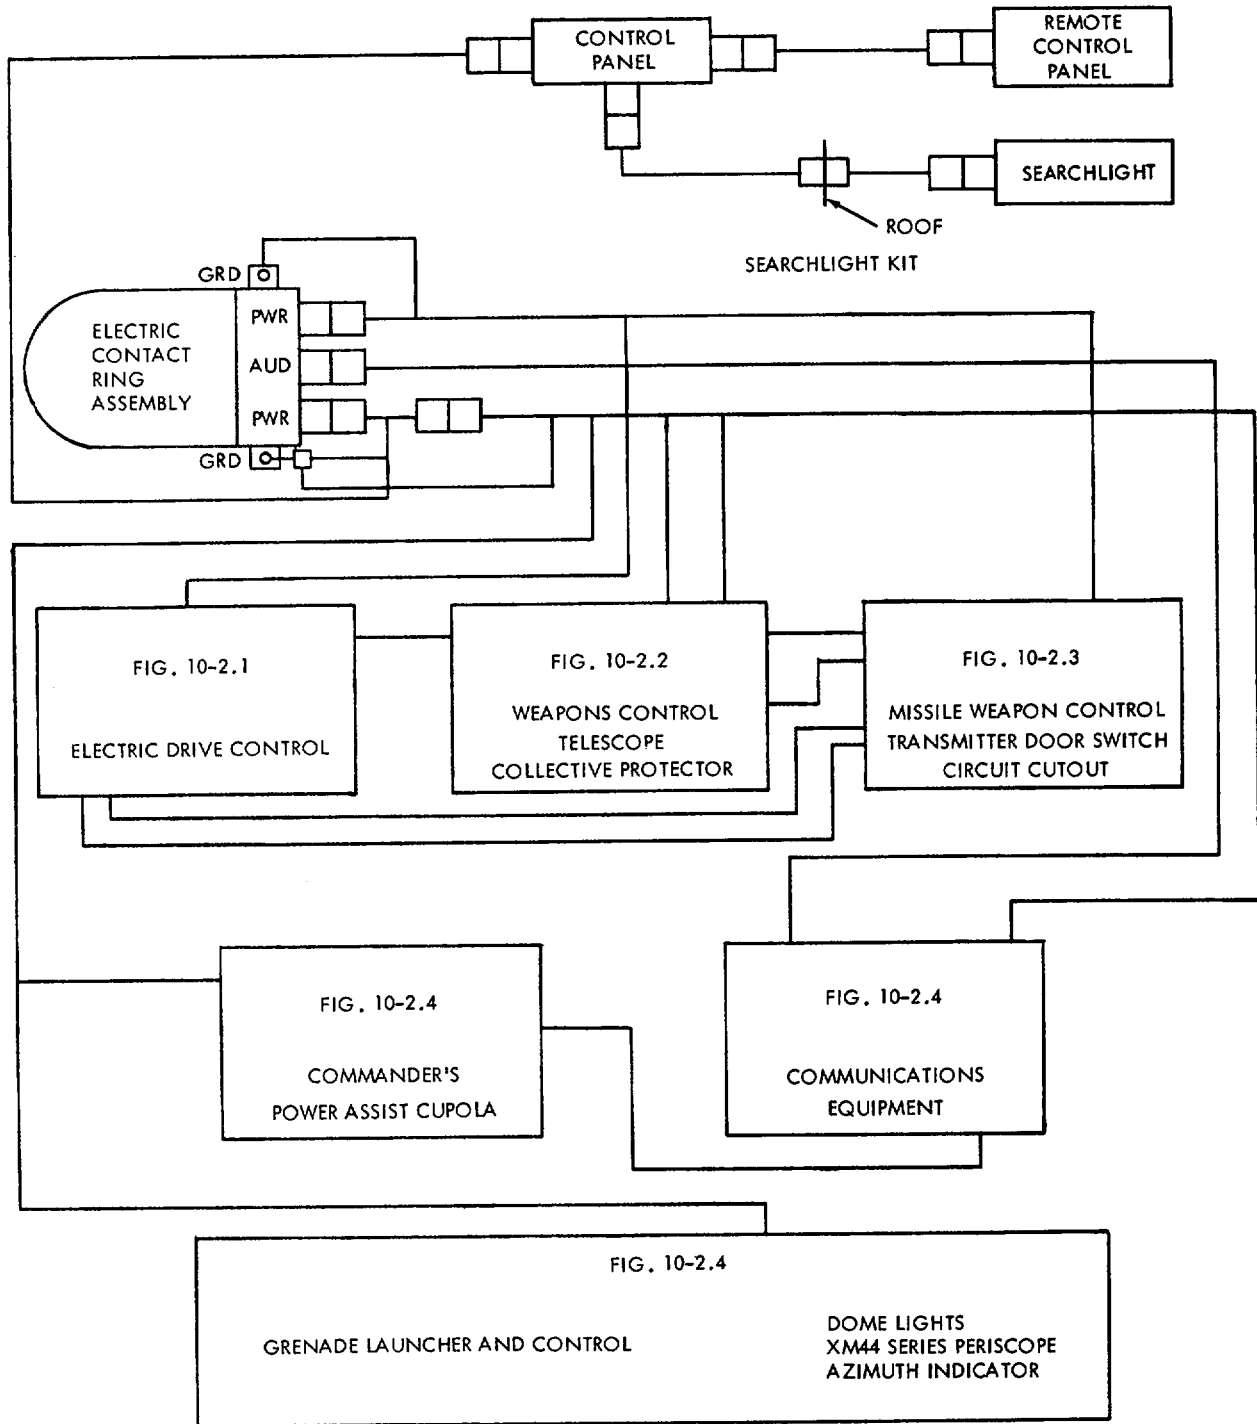 CONTROL
PANEL
REMOTE
CONTROL
PANEL
SEARCHLIGHT
ROOF
SEARCHLIGHT KIT
GRD
ELECTRIC
CONTACT
RING
ASSEMBLY
PWR
AUD
PWR
GRD
FIG. 10-2.1
ELECTRIC DRIVE CONTROL
FIG. 10-2.2
WEAPONS CONTROL
TELESCOPE
COLLECTIVE PROTECTOR
FIG. 10-2.3
MISSILE WEAPON CONTROL
TRANSMITTER DOOR SWITCH
CIRCUIT CUTOUT
FIG. 10-2.4
COMMANDER'S
POWER ASSIST CUPOLA
FIG. 10-2.4
COMMUNICATIONS
EQUIPMENT
FIG. 10-2.4
GRENADE LAUNCHER AND CONTROL
DOME LIGHTS
XM44 SERIES PERISCOPE
AZIMUTH INDICATOR